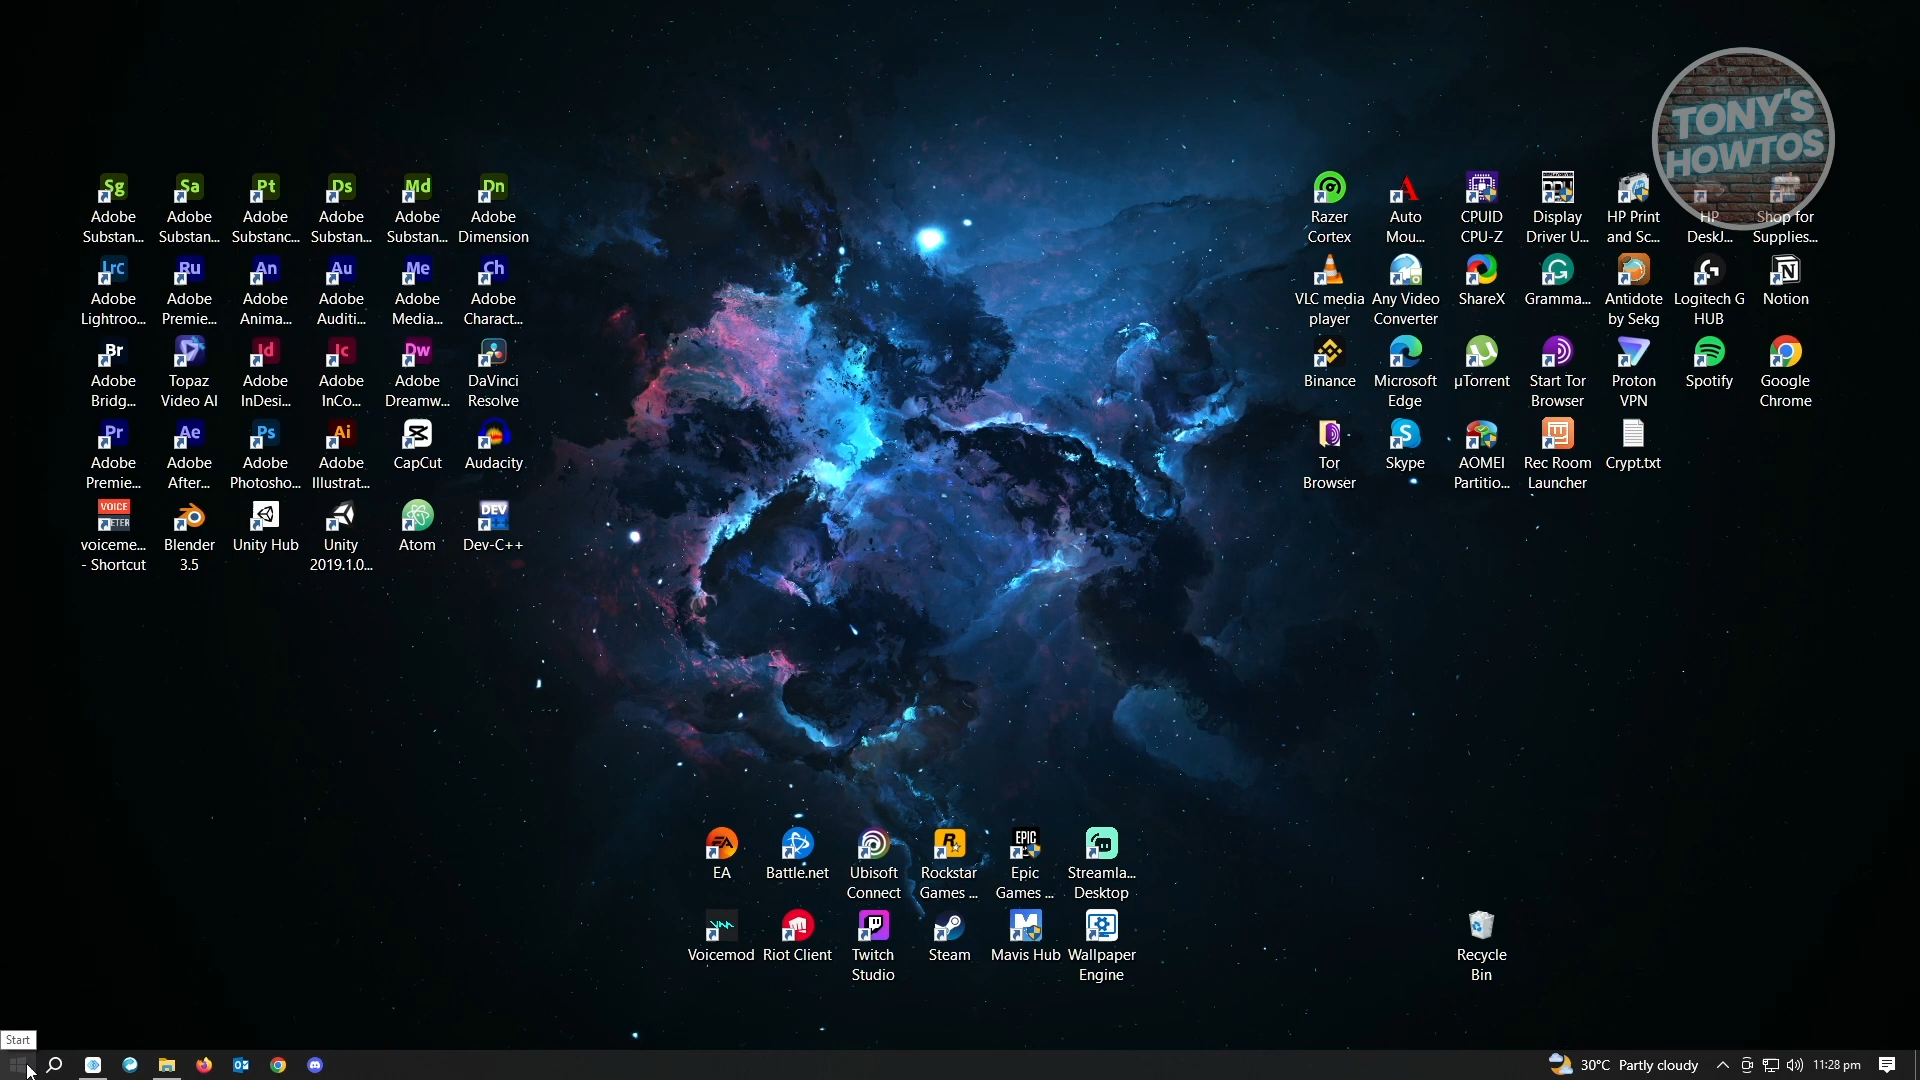 TONY'S
HOWTOS
Sg
Sa
Pt
Ds
Md
Dn
Adobe
Substan...
Adobe
Substan...
Adobe
Substanc...
Adobe
Substan...
Adobe
Substan...
Adobe
Dimension
Lrc
Ru
An
Au
Me
Ch
Adobe
Lightroo...
Adobe
Premie...
Adobe
Anima...
Adobe
Auditi...
Adobe
Media...
Adobe
Charact...
Br
Id
Ic
Dw
Adobe
Bridg...
Topaz
Video AI
Adobe
InDesi...
Adobe
InCo...
Adobe
Dreamw...
DaVinci
Resolve
Pr
Ae
Ps
Ai
Adobe
Premie...
Adobe
After...
Adobe
Photosho...
Adobe
Illustrat...
CapCut
Audacity
VOICE
ETER
DEV
voiceme...
- Shortcut
Blender
3.5
Unity Hub
Unity
2019.1.0...
Atom
Dev-C++
Razer
Cortex
Auto
Mou...
CPUID
CPU-Z
Display
Driver U...
HP Print
and Sc...
HP
DeskJ...
Shop for
Supplies...
VLC media
player
Any Video
Converter
ShareX
Gramma...
Antidote
by Sekg
Logitech G
HUB
Notion
Binance
Microsoft
Edge
µTorrent
Start Tor
Browser
Proton
VPN
Spotify
Google
Chrome
Tor
Browser
Skype
AOMEI
Partitio...
Rec Room
Launcher
Crypt.txt
EA
EPIC
EA
Battle.net
Ubisoft
Connect
Rockstar
Games ...
Epic
Games ...
Streamla...
Desktop
Voicemod
Riot Client
Twitch
Studio
Steam
Mavis Hub
Wallpaper
Engine
Recycle
Bin
Start
30°C Partly cloudy
11:28 pm